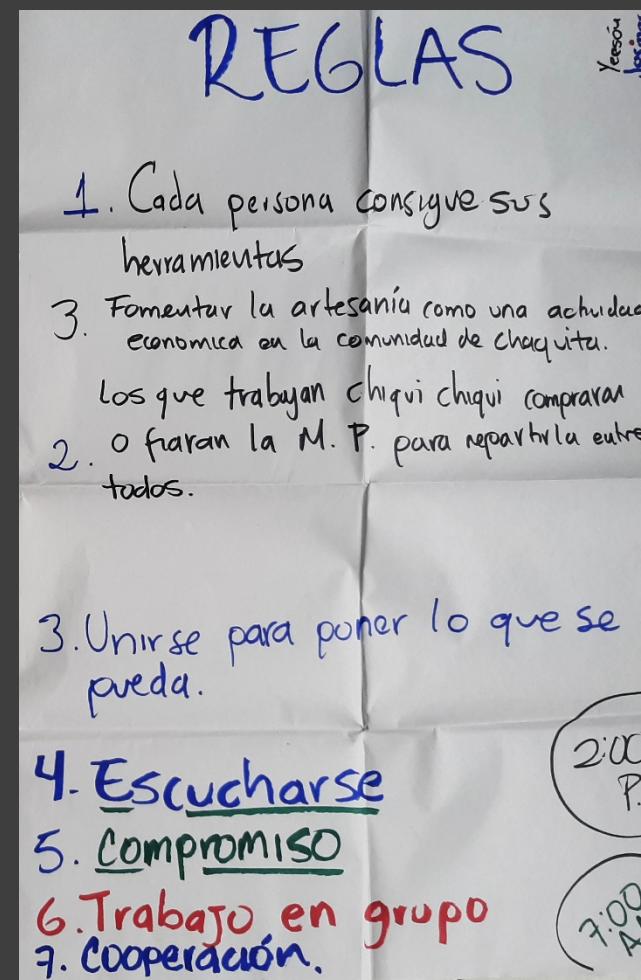 REGLAS
Yeeson
1. Cada persona consigue sus
herramientas
3. Fomentar la artesanía como una actividad
economica en la comunidad de Chaquita.
Los que trabajan chiqui chiqui compraran
2. o fiaran la M. P. para repartirla entre
todos.
3. Unirse para poner lo que se
pueda.
4. Escucharse
2:00
P
5. Compromiso
6. Trabajo en grupo
7:00
A
7. Cooperación.